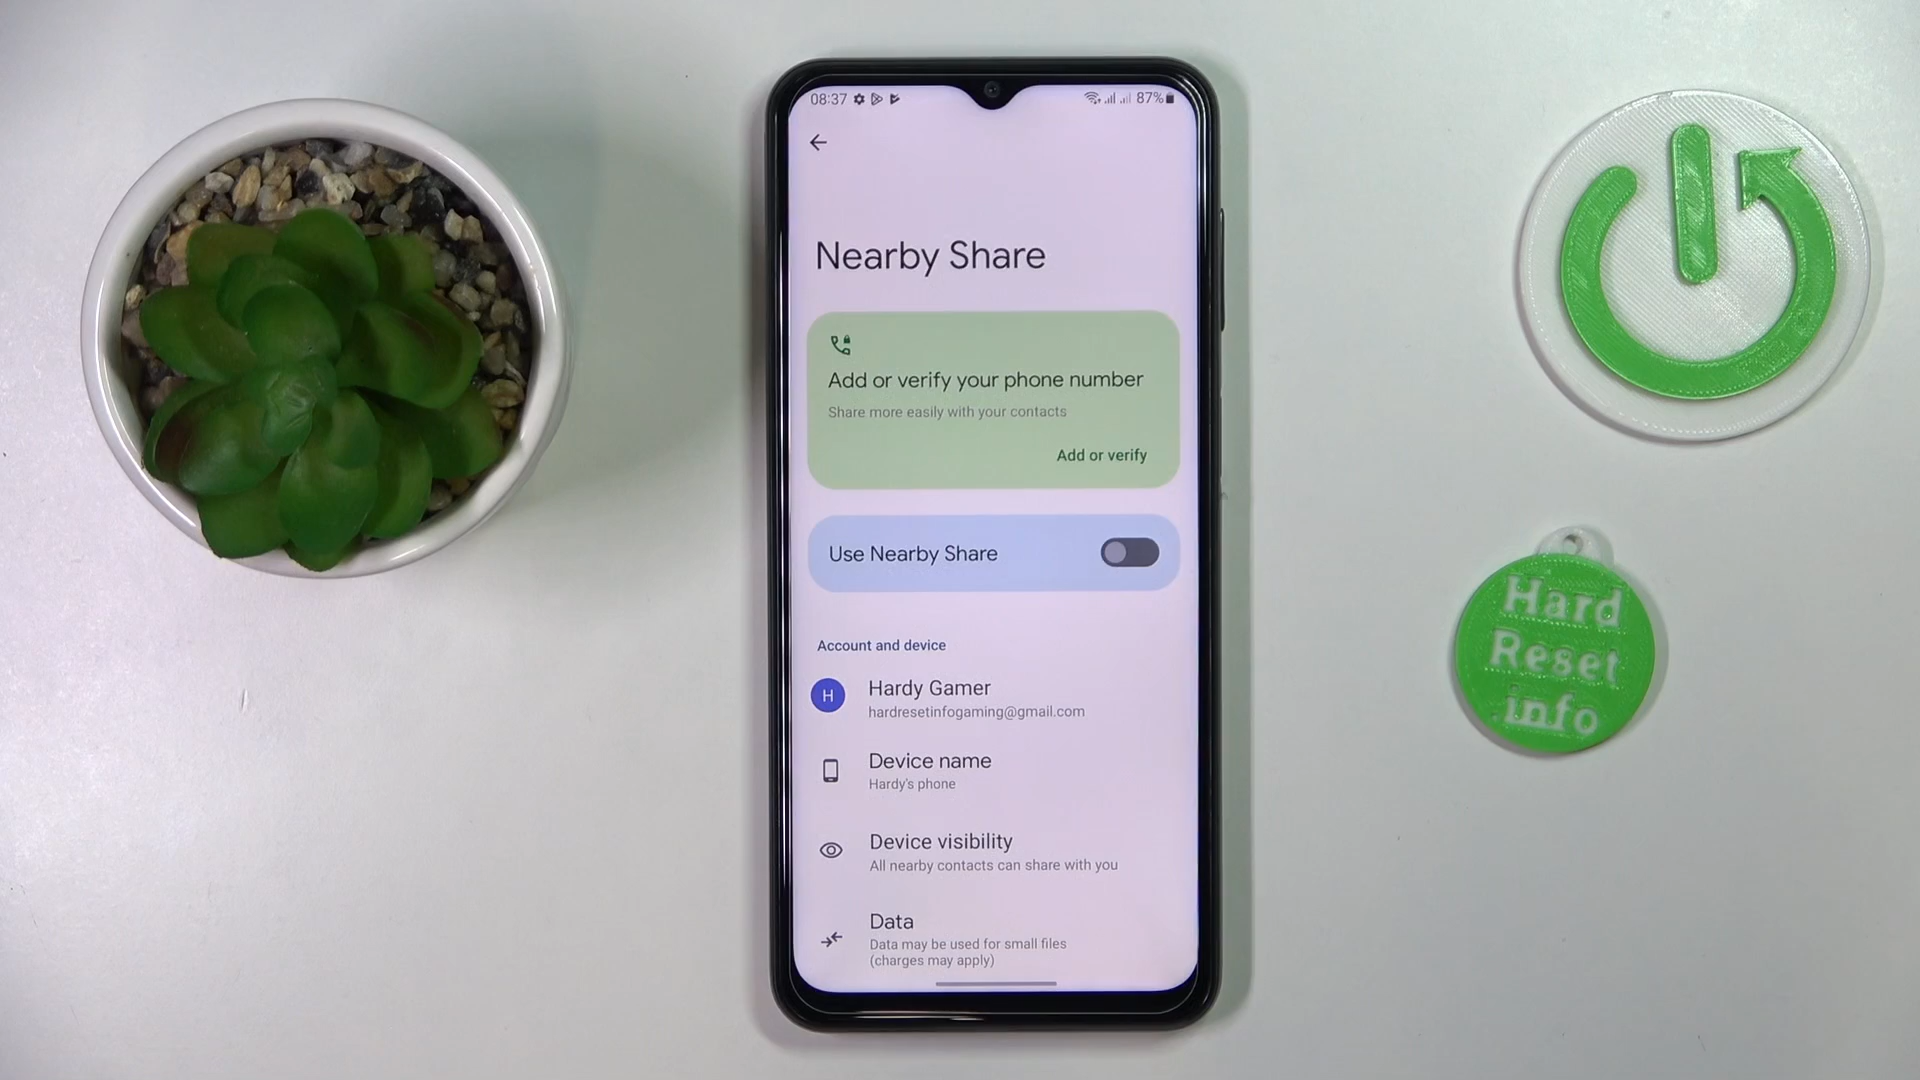 08:37
87%
Nearby Share
Add or verify your phone number
Share more easily with your contacts
Add or verify
Use Nearby Share
Account and device
H
Hardy Gamer
hardresetinfogaming@gmail.com
Device name
Hardy's phone
Device visibility
All nearby contacts can share with you
Data
Data may be used for small files
(charges may apply)
Hard
Reset
.info